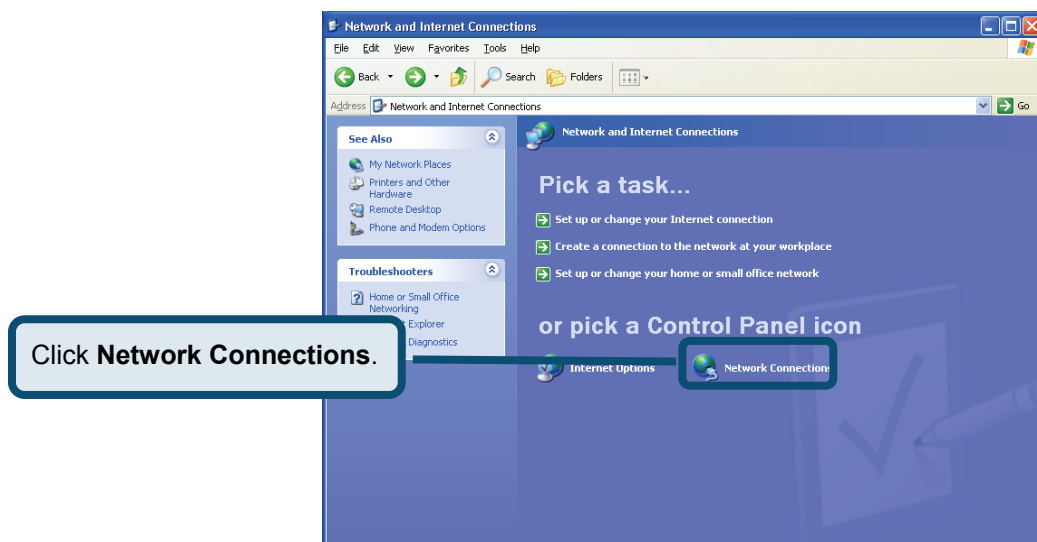 Network and Internet Connections
File Edit View Favorites Tools Help
Back Search Folders
Address Network and Internet Connections Go
See Also
My Network Places
Printers and Other
Hardware
Remote Desktop
Phone and Modem Options
Troubleshooters
Home or Small Office
Networking
Explorer
Diagnostics
Network and Internet Connections
Pick a task...
Set up or change your Internet connection
Create a connection to the network at your workplace
Set up or change your home or small office network
or pick a Control Panel icon
Internet Options Network Connections
Click Network Connections.